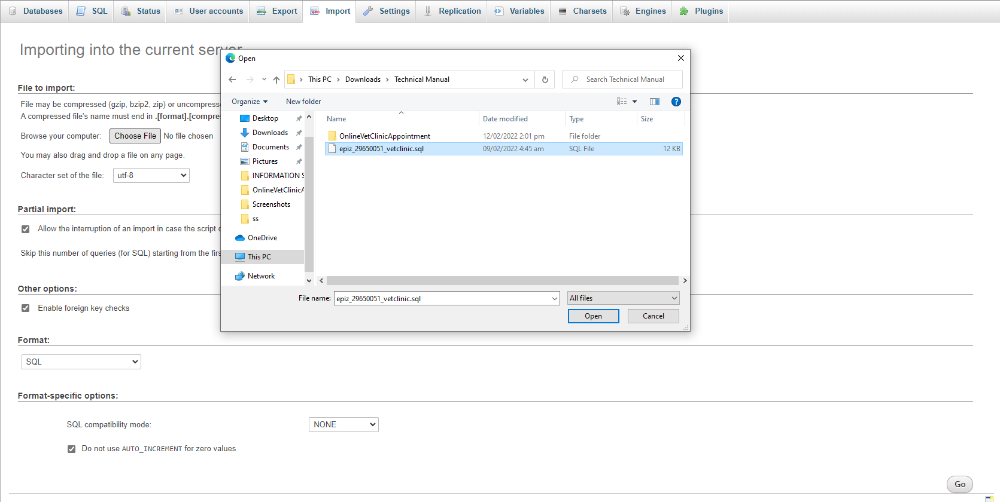 Databases SQL Status User accounts Export Import Settings Replication Variables Charsets Engines Plugins
Importing into the current server
Open
This PC Downloads Technical Manual Search Technical Manual
Organize New folder
File to import:
File may be compressed (gzip, bzip2, zip) or uncompress
A compressed file's name must end in .[format].[compre
Browse your computer: Choose File No file chosen
You may also drag and drop a file on any page.
Character set of the file: utf-8
Desktop
Downloads
Documents
Pictures
INFORMATION S
OnlineVetClinicA
Screenshots
ss
OneDrive
This PC
Network
Name Date modified Type Size
OnlineVetClinicAppointment 12/02/2022 2:01 pm File folder
epiz_29650051_vetclinic.sql 09/02/2022 4:45 am SQL File 12 KB
File name: epiz_29650051_vetclinic.sql All files
Open Cancel
Partial import:
Allow the interruption of an import in case the script
Skip this number of queries (for SQL) starting from the firs
Other options:
Enable foreign key checks
Format:
SQL
Format-specific options:
SQL compatibility mode: NONE
Do not use AUTO_INCREMENT for zero values
Go